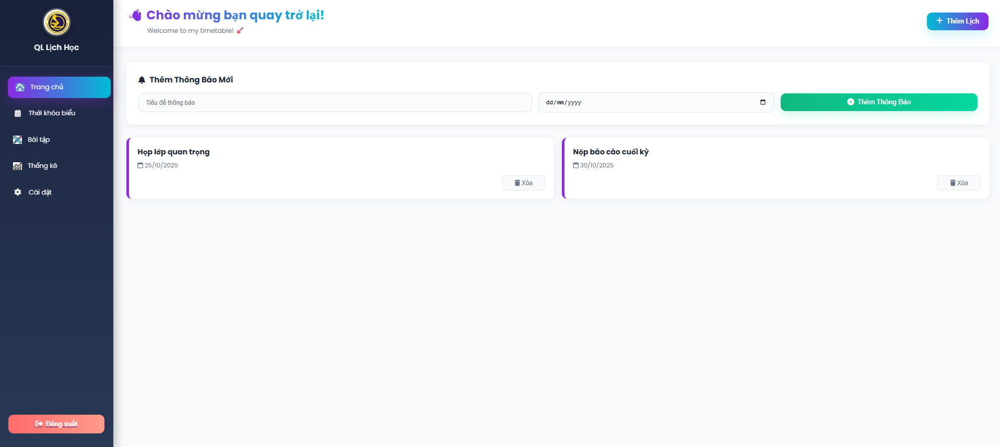 QL Lịch Học
Trang chủ
Thời khóa biểu
Bài tập
Thống kê
Cài đặt
Đăng xuất
Chào mừng bạn quay trở lại!
Welcome to my timetable! 🚀
Thêm Lịch
Thêm Thông Báo Mới
Tiêu đề thông báo
dd/mm/yyyy
Thêm Thông Báo
Họp lớp quan trọng
25/10/2025
Xóa
Nộp báo cáo cuối kỳ
30/10/2025
Xóa